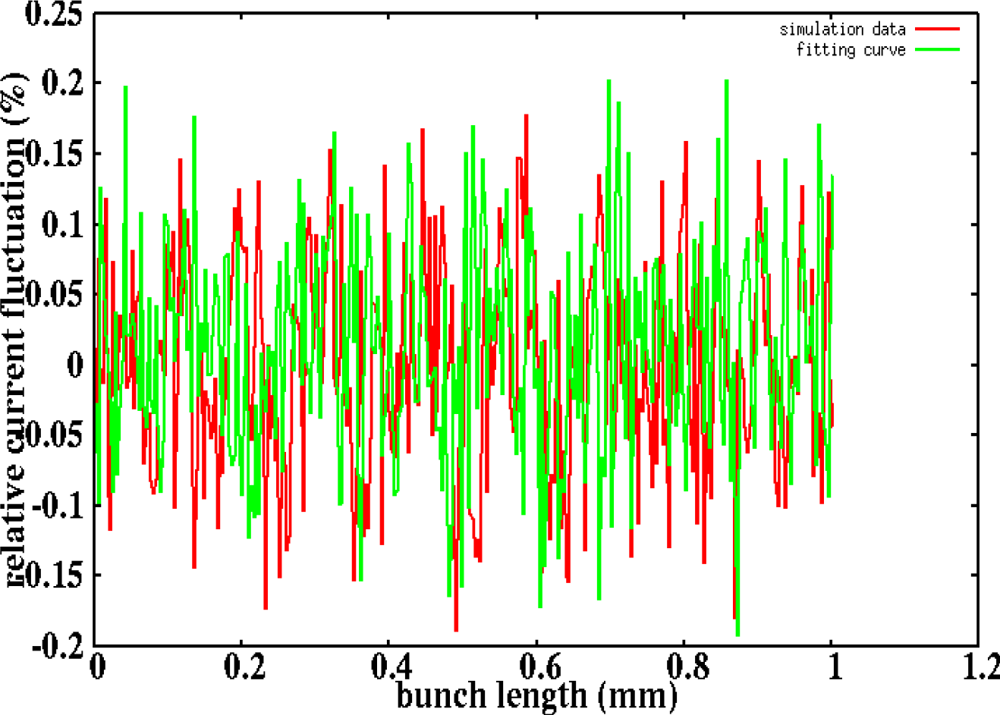 0.25
simulation data
fitting curve
0.2
0.15
0.1
0.05
0
0.05
-0.1
0.15
-0.2
relative current fluctuation (%)
0 0.2 0.4 0.6 0.8 1 1.2
bunch length (mm)